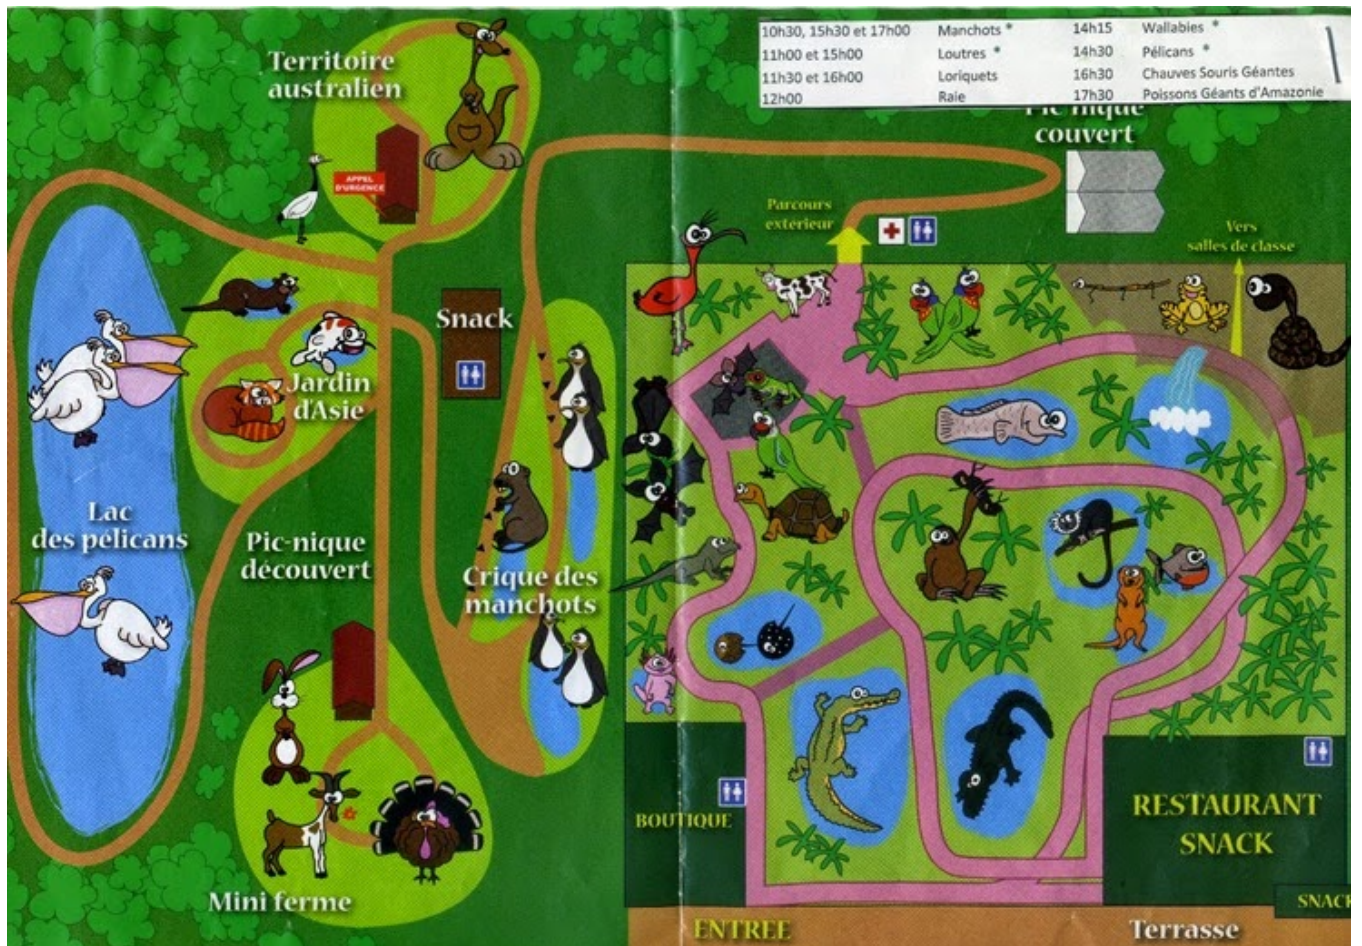 10h30, 15h30 et 17h00 Manchots * 14h15 Wallabies *
11h00 et 15h00 Loutres * 14h30 Pélicans *
11h30 et 16h00 Loriquets 16h30 Chauves Souris Géantes
12h00 Raie 17h30 Poissons Géants d'Amazonie
Territoire
australien
Pic nique
couvert
APPEL
D'URGENCE
Parcours
extérieur
Vers
salles de classe
Snack
Jardin
d'Asie
Lac
des pélicans
Pic-nique
découvert
Crique des
manchots
BOUTIQUE
RESTAURANT
SNACK
Mini ferme
SNACK
ENTREE
Terrasse